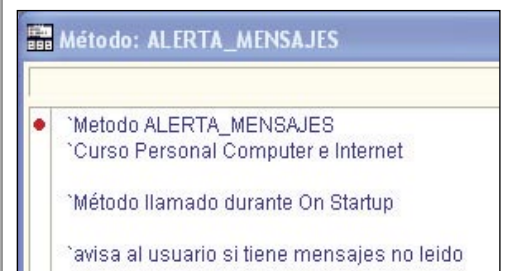 Método: ALERTA_MENSAJES
`Metodo ALERTA_MENSAJES
`Curso Personal Computer e Internet
`Método llamado durante On Startup
`avisa al usuario si tiene mensajes no leido